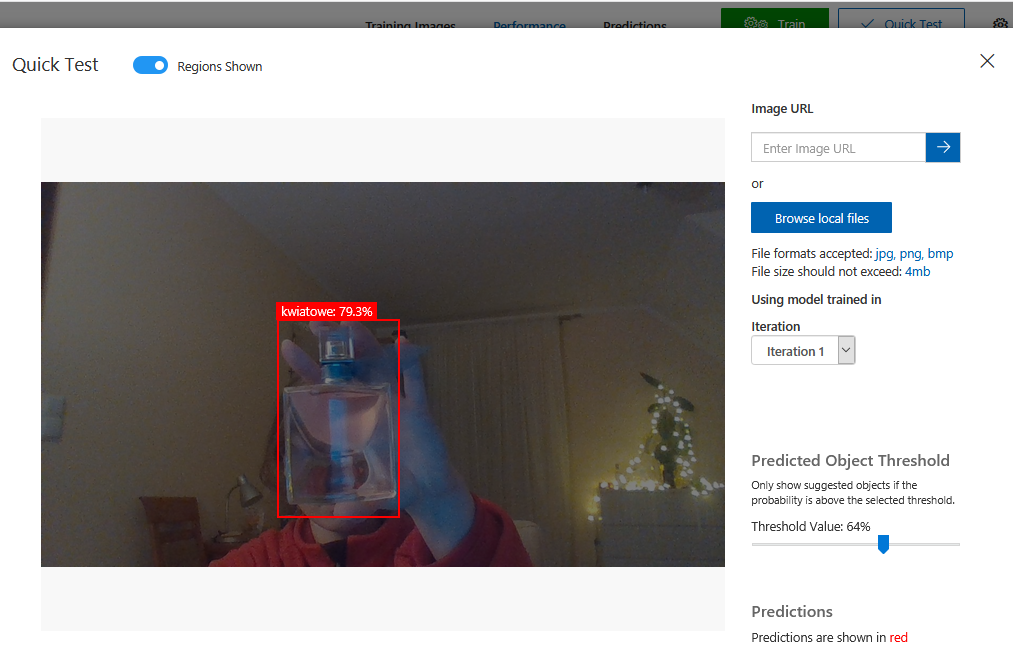 Training Images Performance Predictions Train Quick Test
Quick Test Regions Shown
kwiatowe: 79.3%
Image URL
Enter Image URL
or
Browse local files
File formats accepted: jpg, png, bmp
File size should not exceed: 4mb
Using model trained in
Iteration
Iteration 1
Predicted Object Threshold
Only show suggested objects if the
probability is above the selected threshold.
Threshold Value: 64%
Predictions
Predictions are shown in red